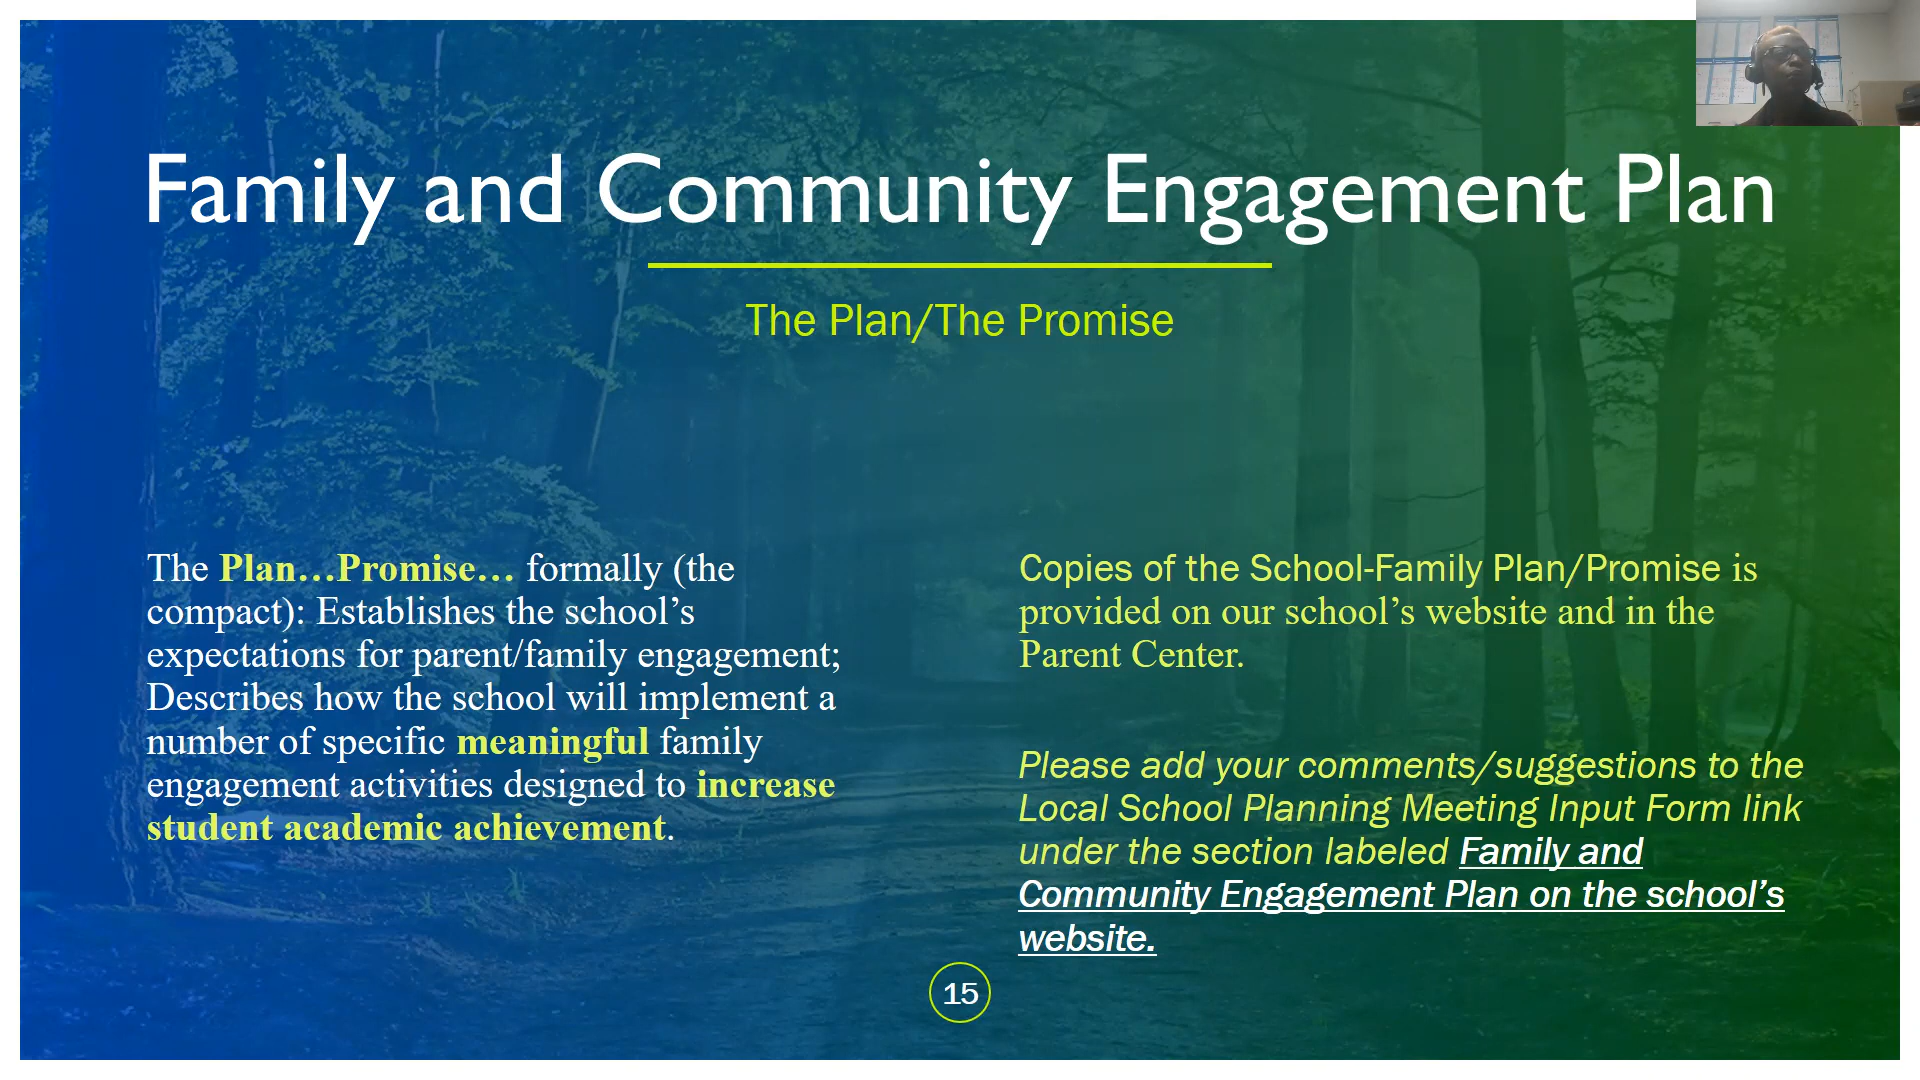 Family and Community Engagement Plan
The Plan/The Promise
The Plan…Promise… formally (the
compact): Establishes the school’s
expectations for parent/family engagement;
Describes how the school will implement a
number of specific meaningful family
engagement activities designed to increase
student academic achievement.
Copies of the School-Family Plan/Promise is
provided on our school’s website and in the
Parent Center.
Please add your comments/suggestions to the
Local School Planning Meeting Input Form link
under the section labeled Family and
Community Engagement Plan on the school’s
website.
15